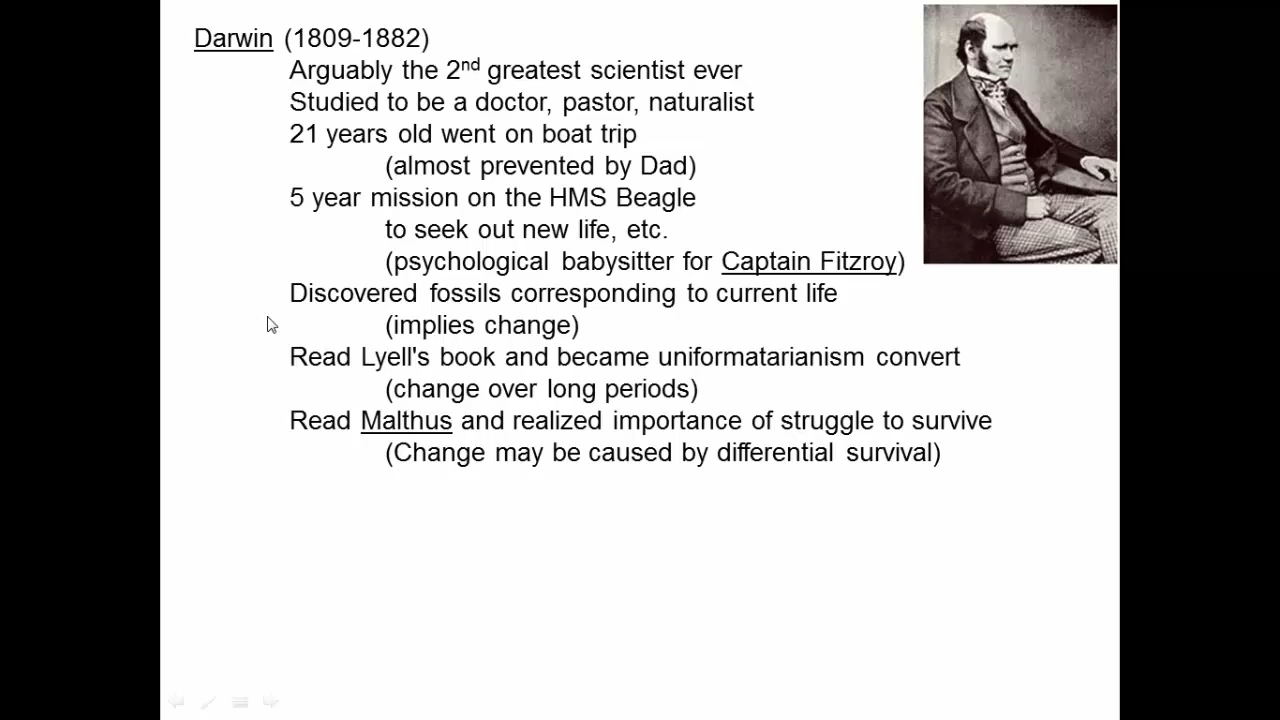 Darwin (1809-1882)
Arguably the 2nd greatest scientist ever
Studied to be a doctor, pastor, naturalist
21 years old went on boat trip
(almost prevented by Dad)
5 year mission on the HMS Beagle
to seek out new life, etc.
(psychological babysitter for Captain Fitzroy)
Discovered fossils corresponding to current life
(implies change)
Read Lyell's book and became uniformatarianism convert
(change over long periods)
Read Malthus and realized importance of struggle to survive
(Change may be caused by differential survival)